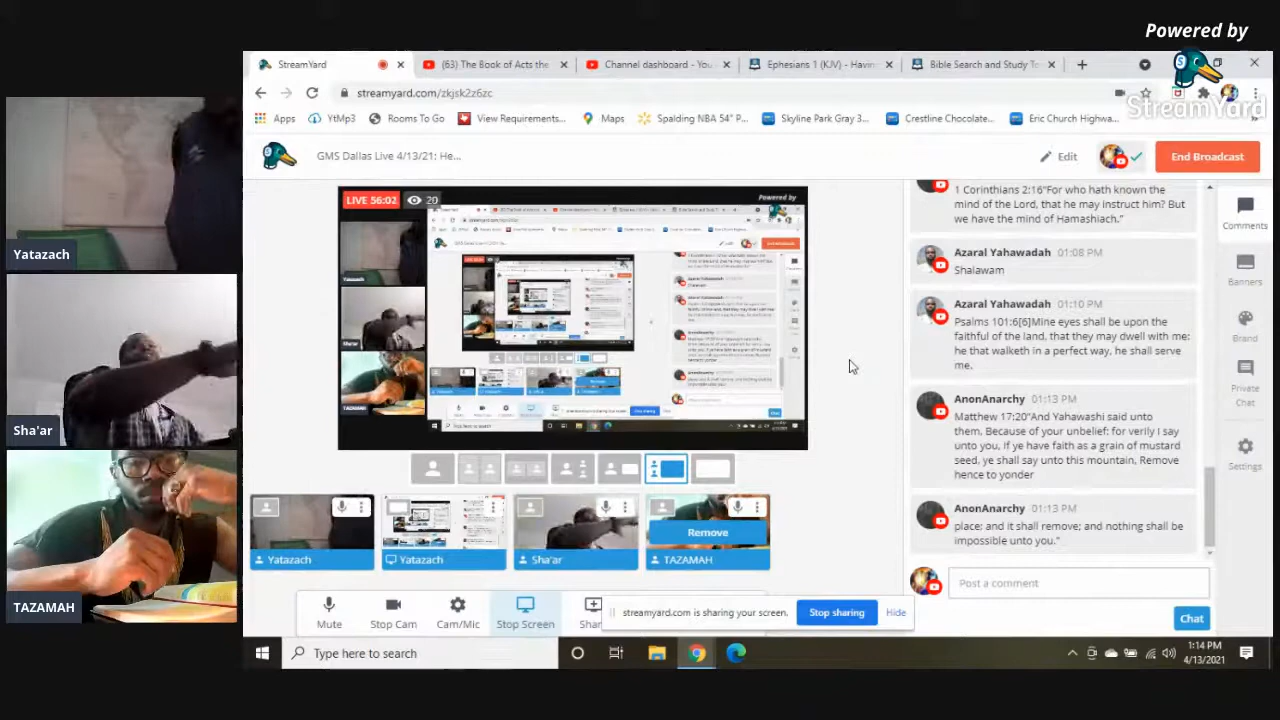 Powered by
StreamYard
StreamYard
(63) The Book of Acts the
Channel dashboard - You
Ephesians 1 (KJV) - Havin
Bible Search and Study To
streamyard.com/zkjsk2z6zc
Apps
YtMp3
Rooms To Go
View Requirements...
Maps
Spalding NBA 54" P...
Skyline Park Gray 3...
Crestline Chocolate...
Eric Church Highwa...
GMS Dallas Live 4/13/21: He...
Edit
End Broadcast
LIVE 56:02
20
Powered by
Yatazach
Sha'ar
TAZAMAH
1 Corinthians 2:16"For who hath known the
mind of the Lord, that he may instruct him? But
we have the mind of Hamashiach."
Azaral Yahawadah 01:08 PM
Shalawam
Azaral Yahawadah 01:10 PM
Psalms 101:6[6]Mine eyes shall be upon the
faithful of the land, that they may dwell with me:
he that walketh in a perfect way, he shall serve
me.
AnonAnarchy 01:13 PM
Matthew 17:20"And Yahawashi said unto
them, Because of your unbelief: for verily I say
unto you, if ye have faith as a grain of mustard
seed, ye shall say unto this mountain, Remove
hence to yonder
AnonAnarchy 01:13 PM
place; and it shall remove; and nothing shall be
impossible unto you."
Post a comment
Chat
Comments
Banners
Brand
Private
Chat
Settings
Yatazach
Yatazach
Sha'ar
Remove
TAZAMAH
Mute
Stop Cam
Cam/Mic
Stop Screen
Shar
streamyard.com is sharing your screen.
Stop sharing
Hide
Type here to search
1:14 PM
4/13/2021